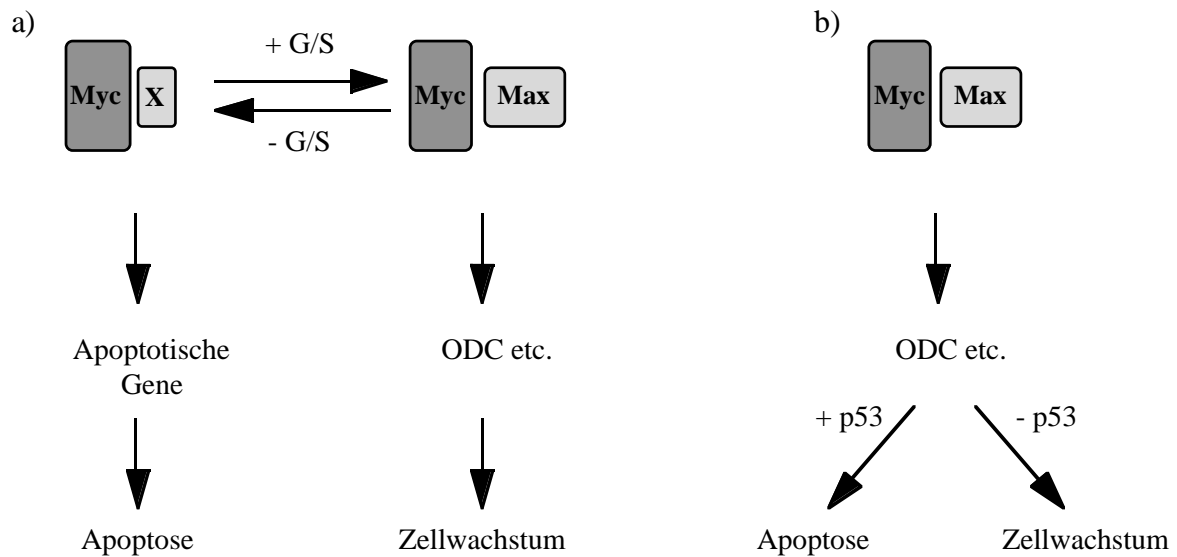 a)
+ G/S
Myc X
Myc Max
- G/S
Apoptotische
Gene
ODC etc.
Apoptose
Zellwachstum
b)
Myc Max
ODC etc.
+ p53
- p53
Apoptose
Zellwachstum